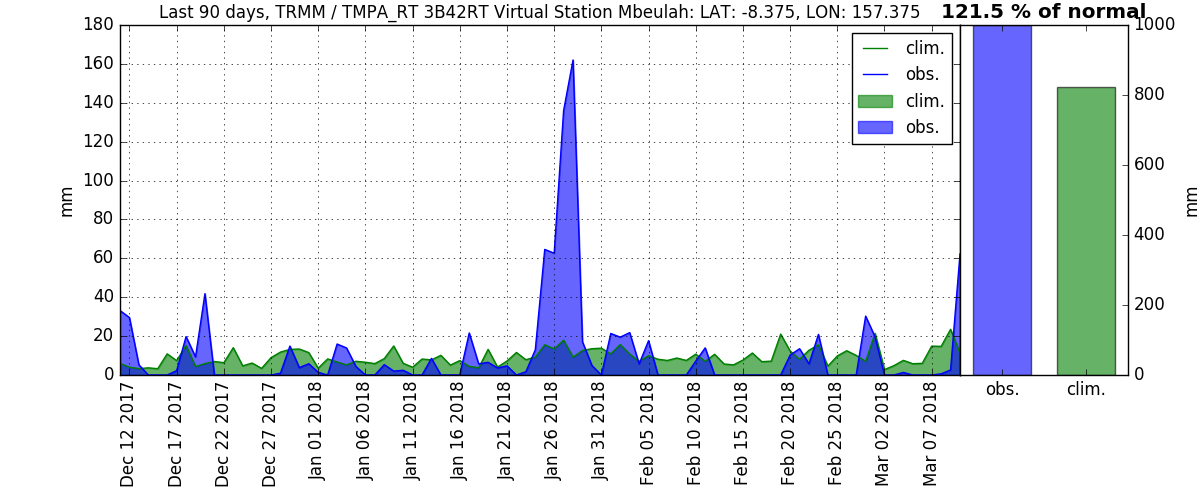 Last 90 days, TRMM / TMPA_RT 3B42RT Virtual Station Mbeulah: LAT: -8.375, LON: 157.375
121.5 % of normal
180
160
140
120
100
80
60
40
20
0
mm
clim.
obs.
clim.
obs.
Dec 12 2017
Dec 17 2017
Dec 22 2017
Dec 27 2017
Jan 01 2018
Jan 06 2018
Jan 11 2018
Jan 16 2018
Jan 21 2018
Jan 26 2018
Jan 31 2018
Feb 05 2018
Feb 10 2018
Feb 15 2018
Feb 20 2018
Feb 25 2018
Mar 02 2018
Mar 07 2018
1000
800
600
400
200
0
mm
obs.
clim.